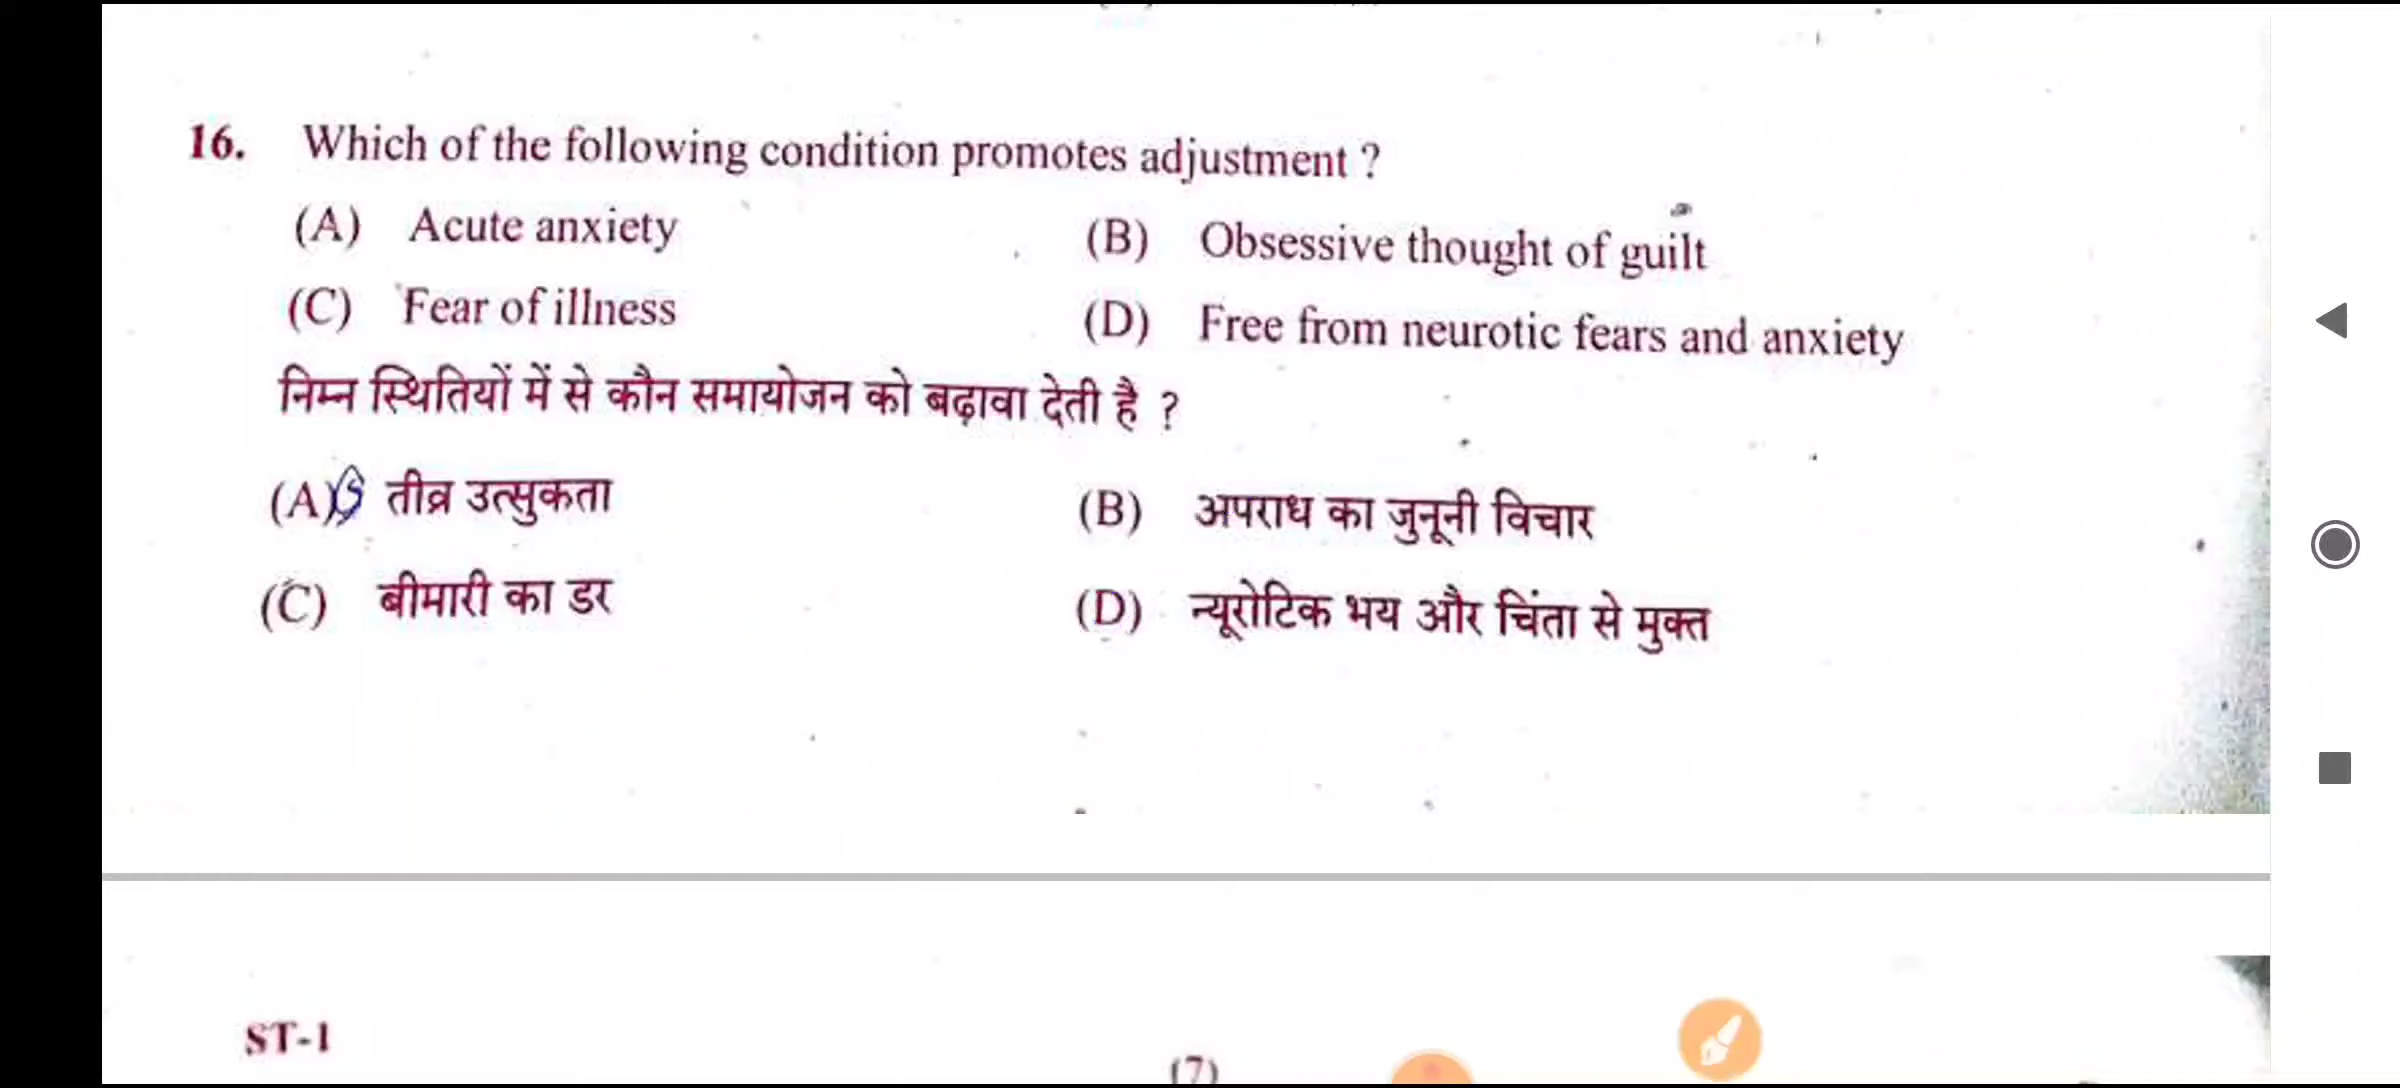 16. Which of the following condition promotes adjustment ?
(A) Acute anxiety (B) Obsessive thought of guilt
(C) Fear of illness (D) Free from neurotic fears and anxiety
निम्न स्थितियों में से कौन समायोजन को बढ़ावा देती है ?
(A) तीव्र उत्सुकता (B) अपराध का जुनूनी विचार
(C) बीमारी का डर (D) न्यूरोटिक भय और चिंता से मुक्त
ST-1
(7)